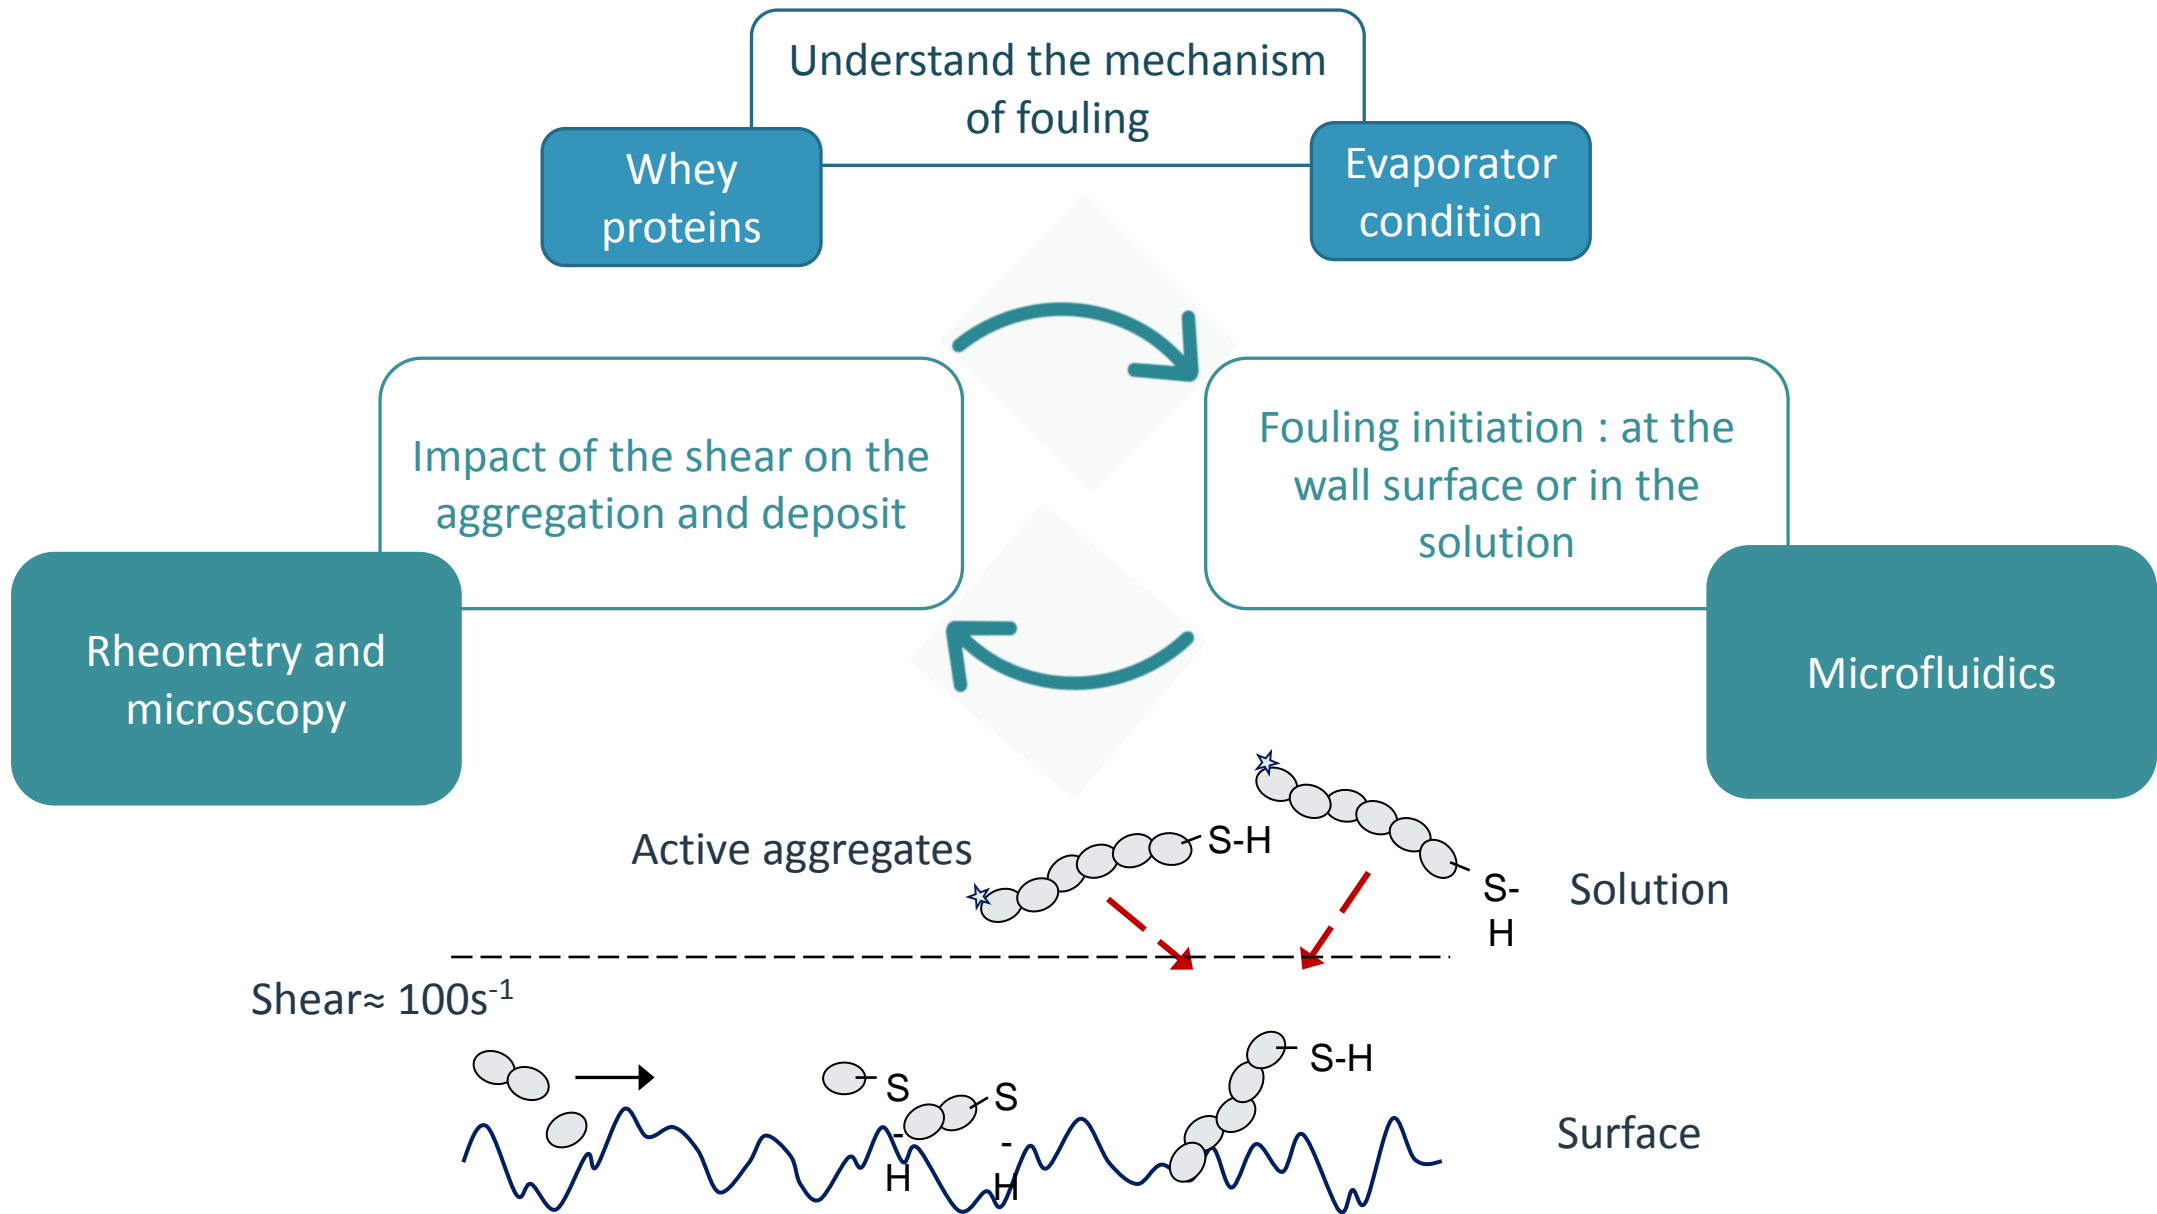 Understand the mechanism
of fouling
Whey
proteins
Evaporator
condition
Impact of the shear on the
aggregation and deposit
Fouling initiation : at the
wall surface or in the
solution
Rheometry and
microscopy
Microfluidics
Active aggregates
S-H
S-
H
Solution
Shear≈ 100s⁻¹
S
-
H
S
-
H
S-H
Surface